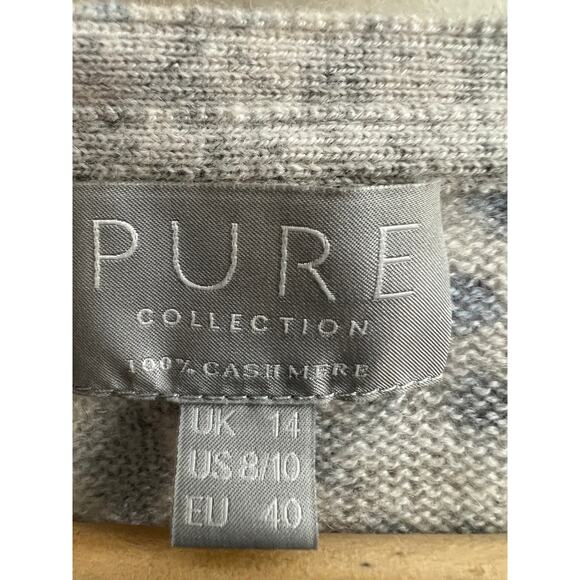 PURE
COLLECTION
100% CASHMERE
UK 14
US 8/10
EU 40